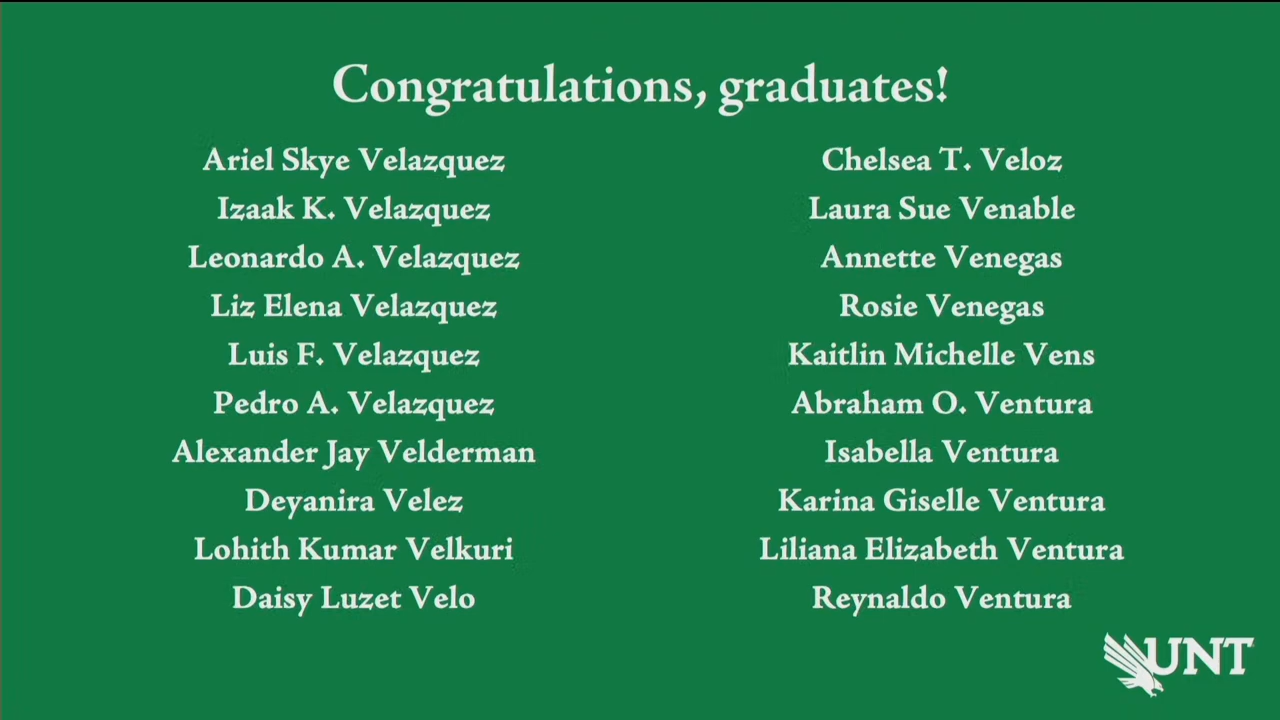 Congratulations, graduates!
Ariel Skye Velazquez
Izaak K. Velazquez
Leonardo A. Velazquez
Liz Elena Velazquez
Luis F. Velazquez
Pedro A. Velazquez
Alexander Jay Velderman
Deyanira Velez
Lohith Kumar Velkuri
Daisy Luzet Velo
Chelsea T. Veloz
Laura Sue Venable
Annette Venegas
Rosie Venegas
Kaitlin Michelle Vens
Abraham O. Ventura
Isabella Ventura
Karina Giselle Ventura
Liliana Elizabeth Ventura
Reynaldo Ventura
UNT